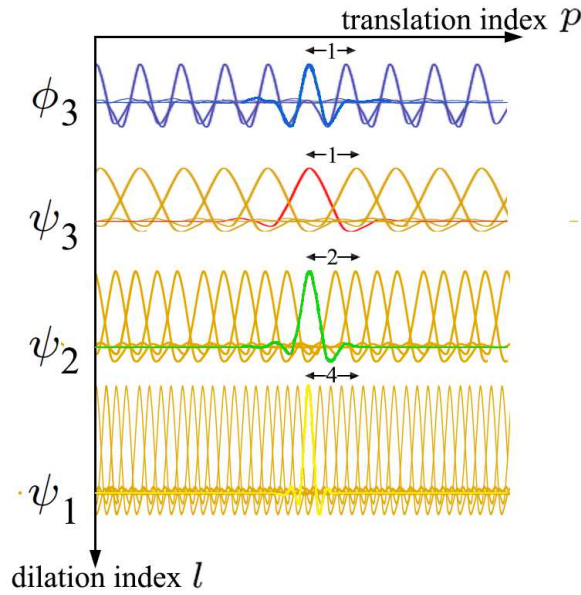 translation index p
1
ϕ₃
1
ψ₃
2
ψ₂
4
ψ₁
dilation index l